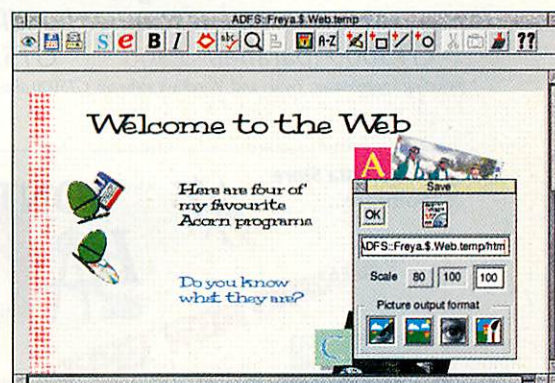 ADFS::Freya.$.Web.temp
S e B I abc Q A-Z ??
Welcome to the Web
A
Here are four of
my favourite
Acorn programs
Do you know
what they are?
C
Save
OK
ADFS::Freya.$.Web.temp/htm
Scale 80 100 100
Picture output format